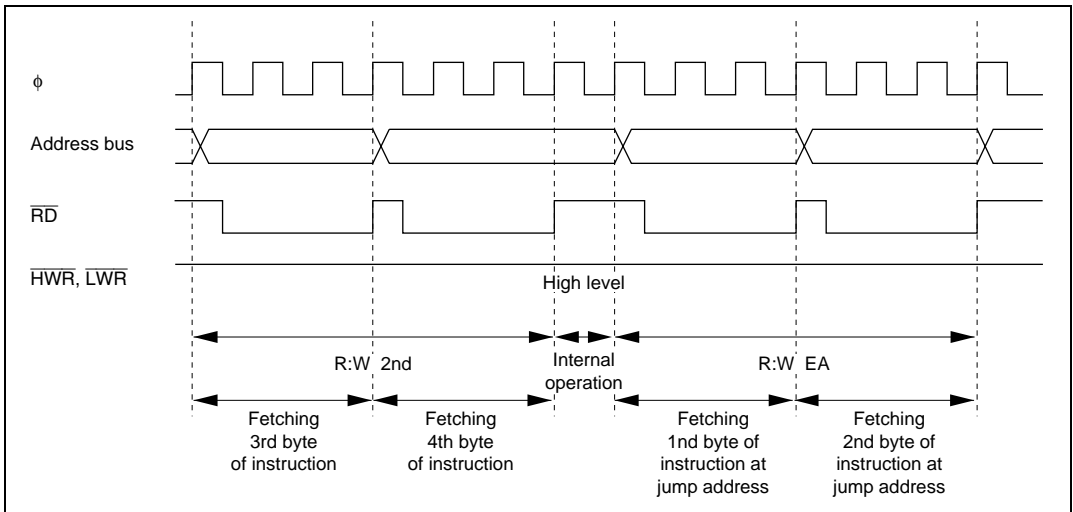 ϕ
Address bus
RD
HWR, LWR
High level
R:W 2nd
Internal
operation
R:W EA
Fetching
3rd byte
of instruction
Fetching
4th byte
of instruction
Fetching
1nd byte of
instruction at
jump address
Fetching
2nd byte of
instruction at
jump address